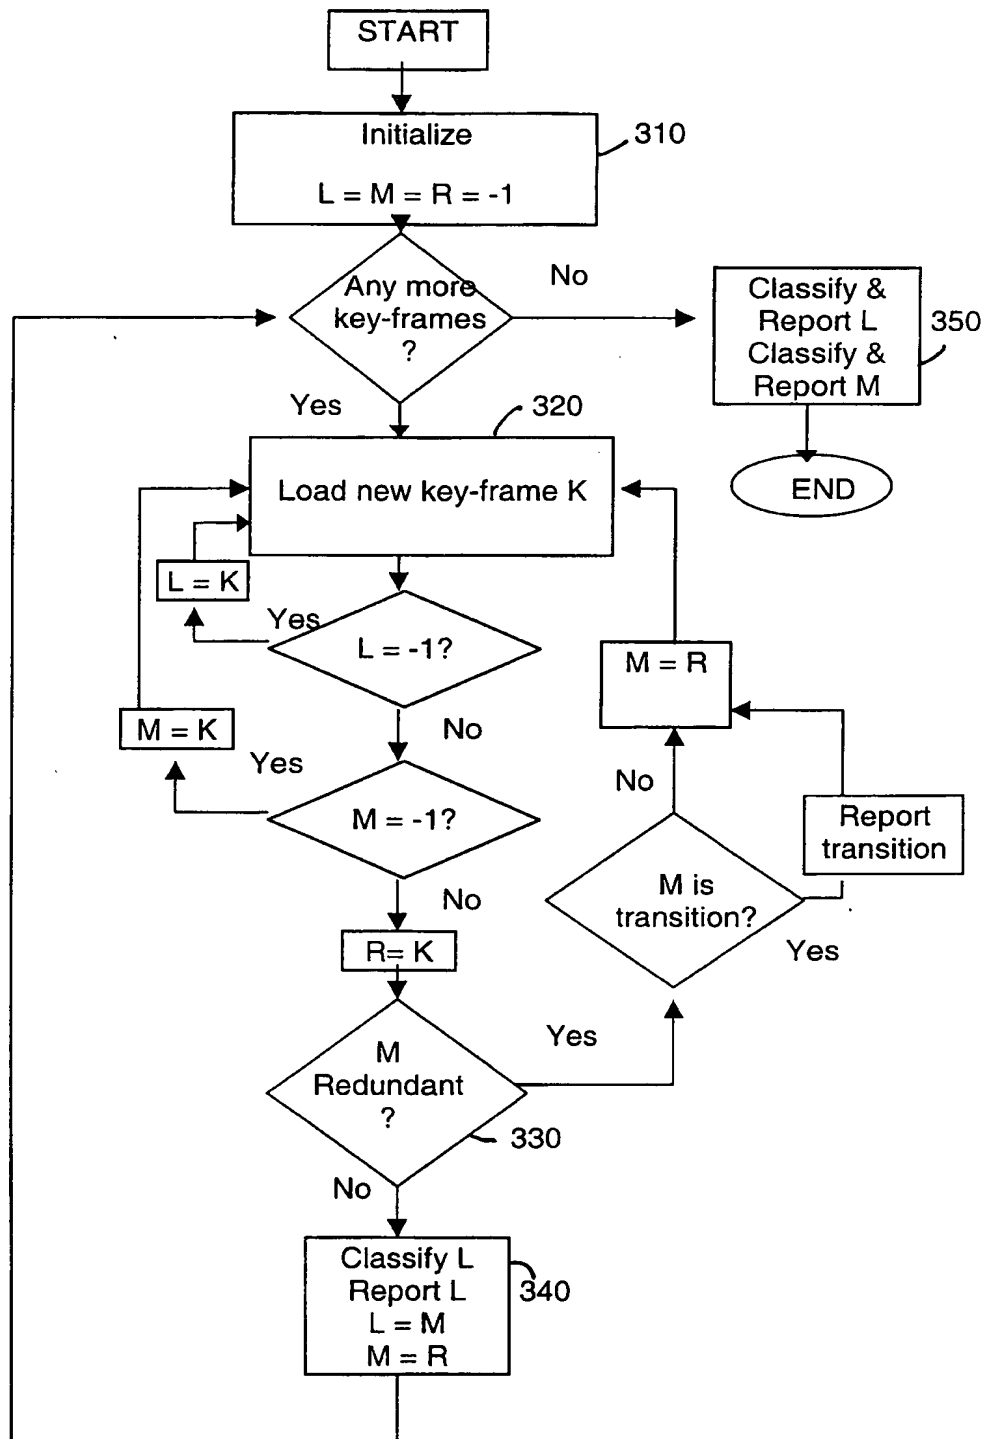 START
Initialize
310
L = M = R = -1
Any more
key-frames
?
No
Classify &
Report L
Classify &
Report M
350
Yes
320
Load new key-frame K
END
L = K
Yes
L = -1?
M = R
M = K
No
Yes
M = -1?
No
Report
transition
M is
transition?
No
Yes
R= K
M
Redundant
?
Yes
330
No
Classify L
Report L
L = M
M = R
340